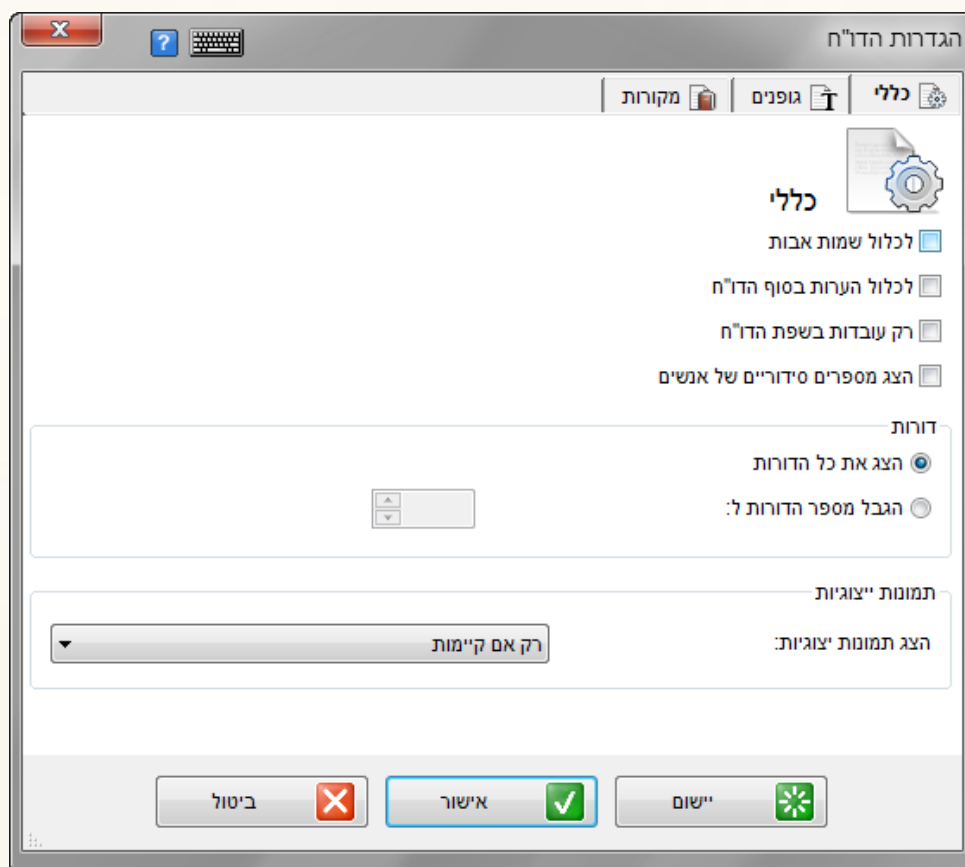 הגדרות הדו"ח
כללי גופנים מקורות
כללי
לכלול שמות אבות
לכלול הערות בסוף הדו"ח
רק עובדות בשפת הדו"ח
הצג מספרים סידוריים של אנשים
דורות
הצג את כל הדורות
הגבל מספר הדורות ל:
תמונות ייצוגיות
הצג תמונות יצוגיות: רק אם קיימות
יישום אישור ביטול